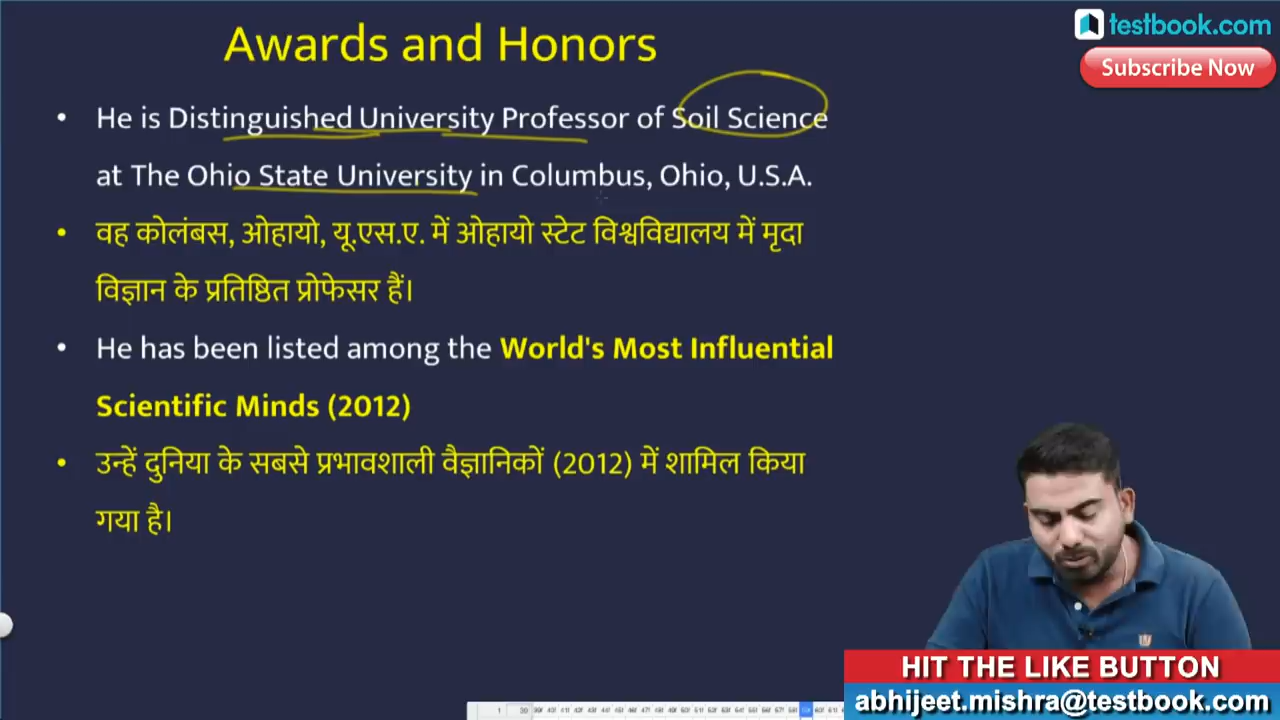 Awards and Honors
testbook.com
Subscribe Now
• He is Distinguished University Professor of Soil Science
at The Ohio State University in Columbus, Ohio, U.S.A.
• वह कोलंबस, ओहायो, यू.एस.ए. में ओहायो स्टेट विश्वविद्यालय में मृदा
विज्ञान के प्रतिष्ठित प्रोफेसर हैं।
• He has been listed among the World's Most Influential
Scientific Minds (2012)
• उन्हें दुनिया के सबसे प्रभावशाली वैज्ञानिकों (2012) में शामिल किया
गया है।
HIT THE LIKE BUTTON
abhijeet.mishra@testbook.com